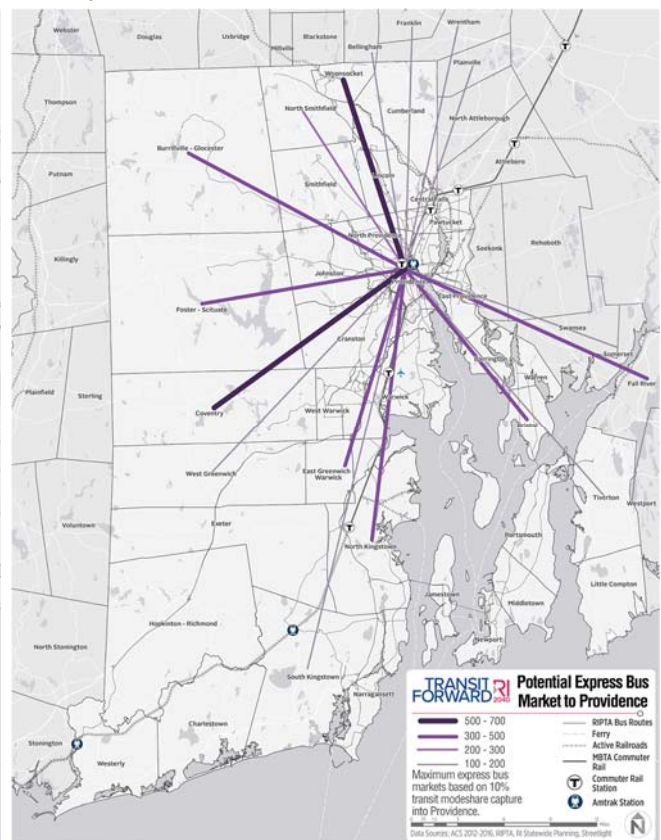 Webster
Douglas
Uxbridge
Millville
Blackstone
Bellingham
Franklin
Wrentham
Plainville
Woonsocket
Thompson
North Smithfield
Cumberland
North Attleborough
Burrillville - Glocester
Attleboro
Putnam
Smithfield
Lincoln
Central Falls
Pawtucket
North Providence
Seekonk
Rehoboth
Killingly
Johnston
East Providence
Foster - Scituate
Cranston
Swansea
Somerset
Barrington
Warren
Fall River
Plainfield
Sterling
Coventry
West Warwick
Warwick
West Greenwich
East Greenwich
Warwick
Tiverton
Westport
Voluntown
Exeter
North Kingstown
Portsmouth
Jamestown
Middletown
Little Compton
Hopkinton - Richmond
Newport
North Stonington
South Kingstown
Narragansett
Charlestown
Stonington
Westerly
TRANSIT FORWARD RI 2040
Potential Express Bus
Market to Providence
500 - 700
300 - 500
200 - 300
100 - 200
Maximum express bus
markets based on 10%
transit modeshare capture
into Providence.
RIPTA Bus Routes
Ferry
Active Railroads
MBTA Commuter
Rail
Commuter Rail
Station
Amtrak Station
Data Sources: ACS 2012-2016, RIPTA, RI Statewide Planning, Streetlight
N